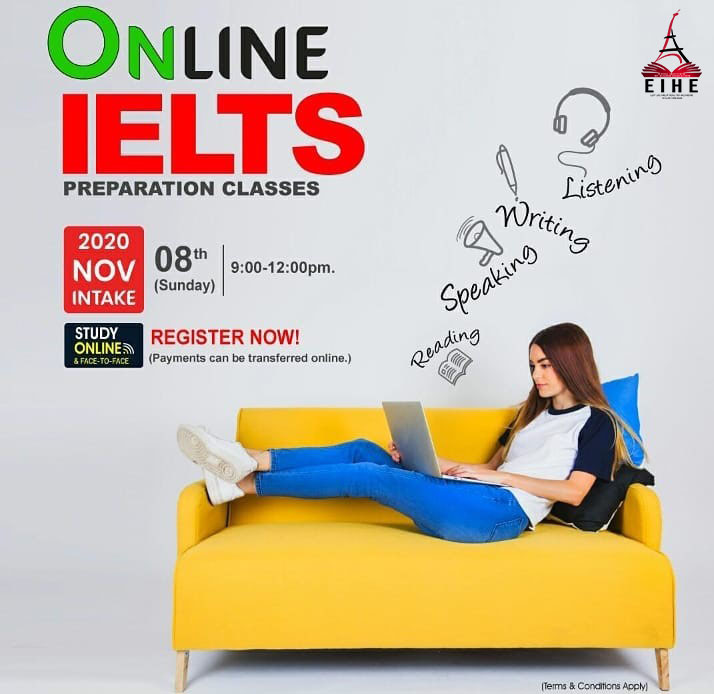 ONLINE
IELTS
PREPARATION CLASSES
2020
NOV
INTAKE
08th
(Sunday)
9:00-12:00pm.
STUDY
ONLINE
& FACE-TO-FACE
REGISTER NOW!
(Payments can be transferred online.)
EIHE
Listening
Writing
Speaking
Reading
(Terms & Conditions Apply)